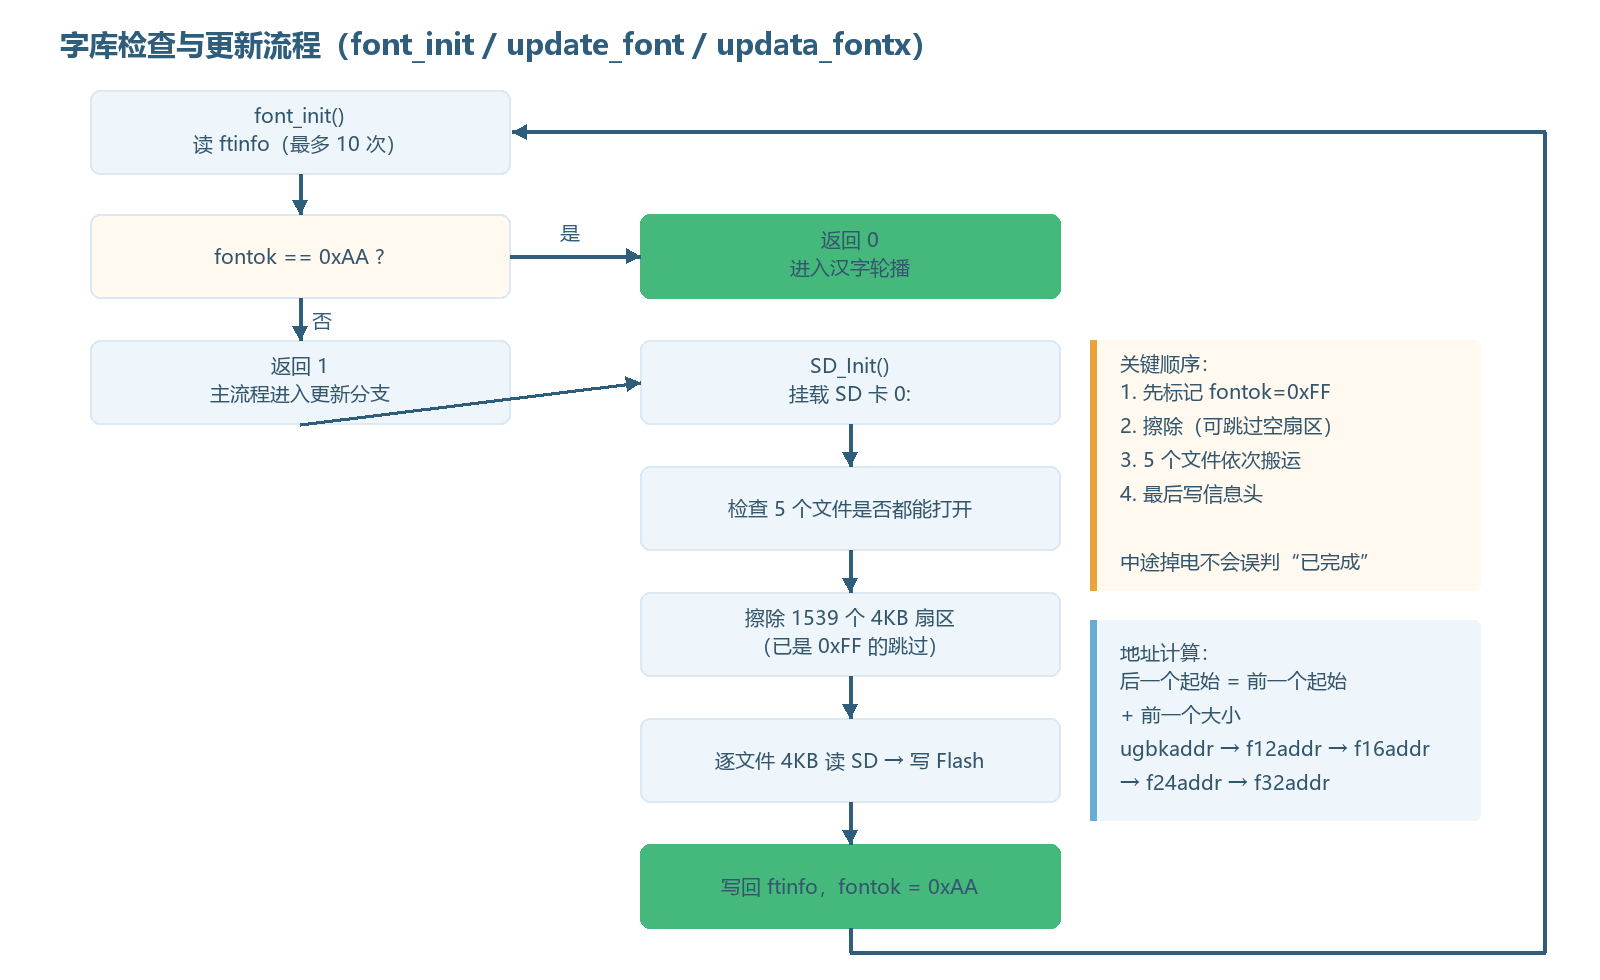 字库检查与更新流程（font_init / update_font / updata_fontx）
font_init()
读 ftinfo（最多 10 次）
fontok == 0xAA ?
是
返回 0
进入汉字轮播
否
返回 1
主流程进入更新分支
SD_Init()
挂载 SD 卡 0:
检查 5 个文件是否都能打开
擦除 1539 个 4KB 扇区
（已是 0xFF 的跳过）
逐文件 4KB 读 SD → 写 Flash
写回 ftinfo，fontok = 0xAA
关键顺序：
1. 先标记 fontok=0xFF
2. 擦除（可跳过空扇区）
3. 5 个文件依次搬运
4. 最后写信息头
中途掉电不会误判“已完成”
地址计算：
后一个起始 = 前一个起始
+ 前一个大小
ugbkaddr → f12addr → f16addr
→ f24addr → f32addr